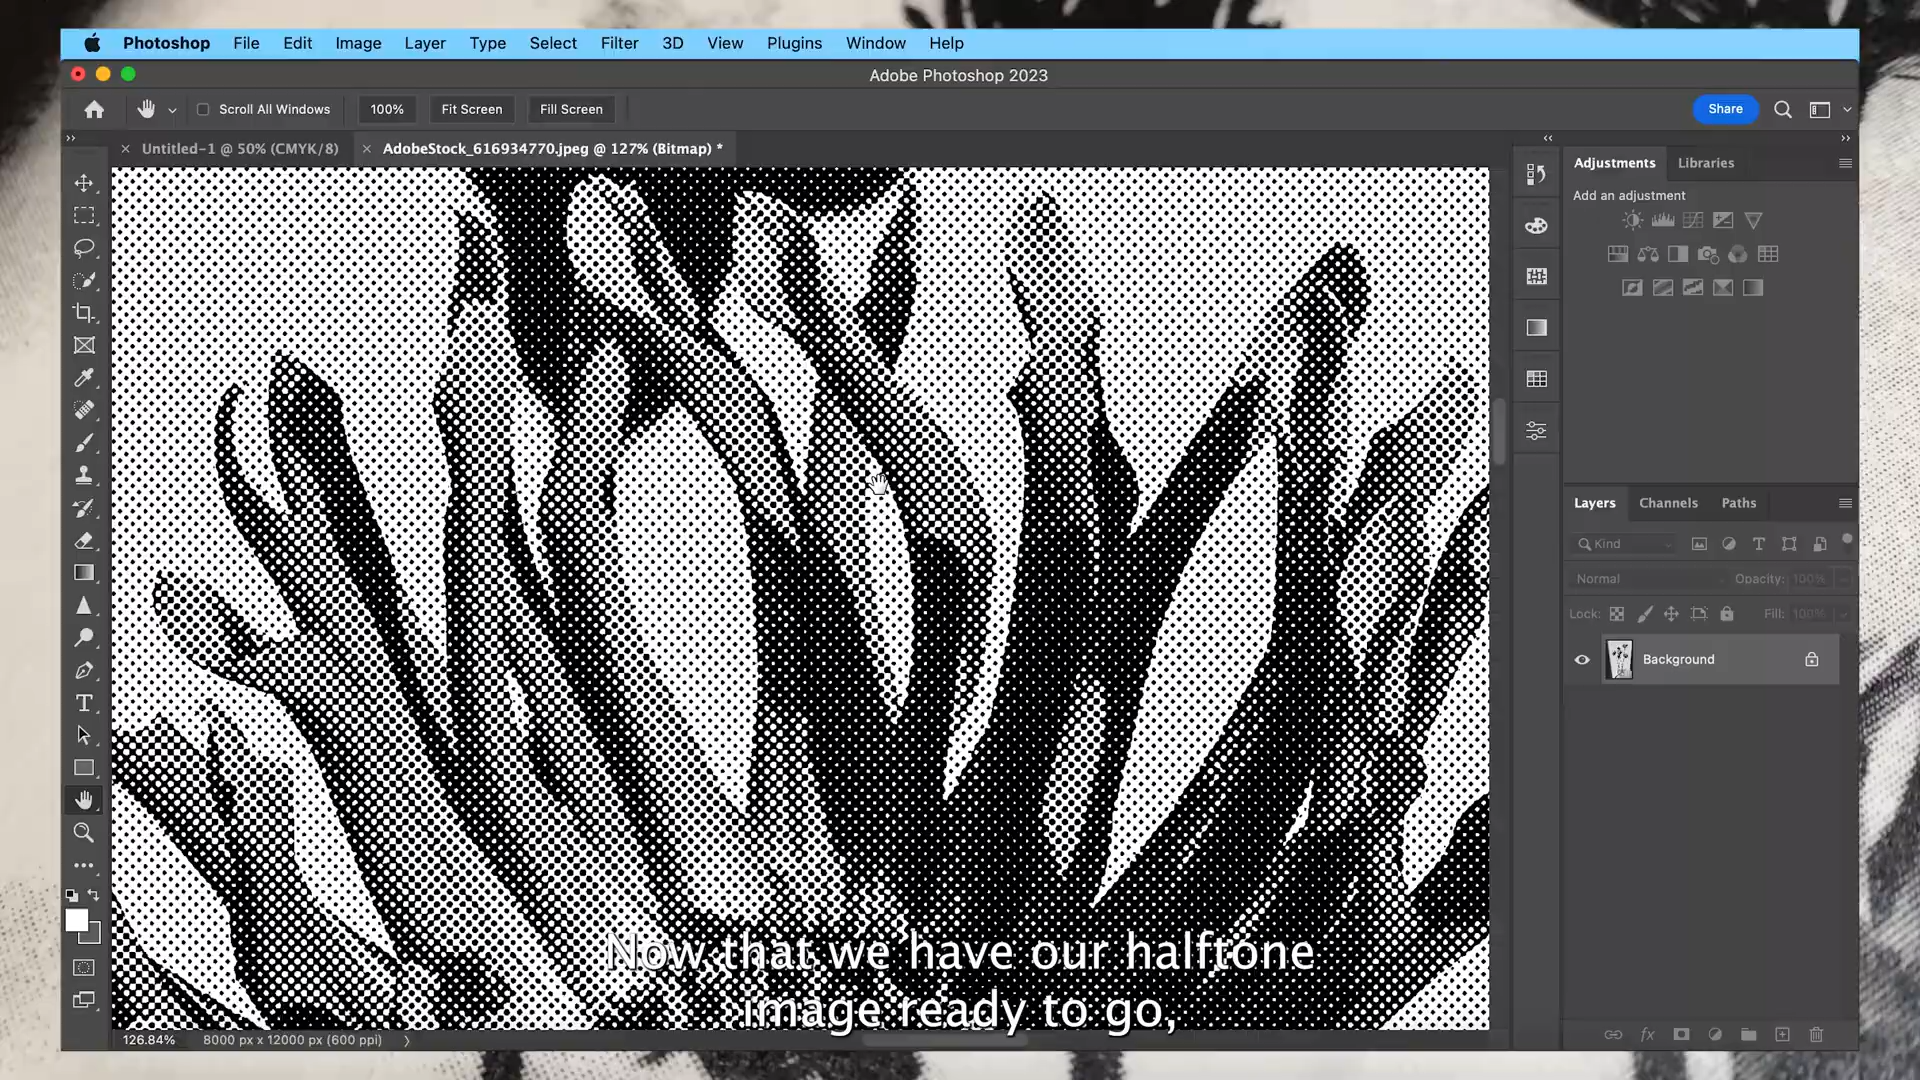 Photoshop File Edit Image Layer Type Select Filter 3D View Plugins Window Help
Adobe Photoshop 2023
Scroll All Windows 100% Fit Screen Fill Screen Share
Untitled-1 @ 50% (CMYK/8) AdobeStock_616934770.jpeg @ 127% (Bitmap) *
Adjustments Libraries
Add an adjustment
Layers Channels Paths
Kind
Normal Opacity: 100%
Lock: Fill: 100%
Background
Now that we have our halftone
image ready to go,
126.84% 8000 px x 12000 px (600 ppi)